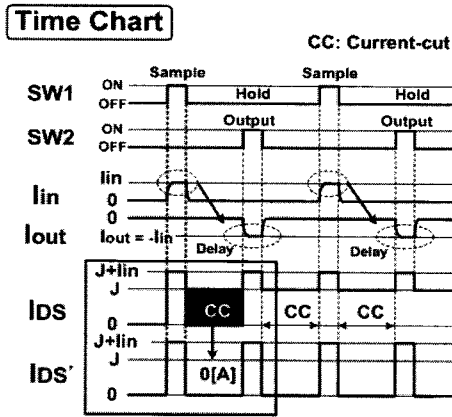 Time Chart
CC: Current-cut
Sample Sample
SW1 ON Hold Hold
OFF
Output Output
SW2 ON
OFF
Iin Iin
0
0
Iout Iout = -Iin
Delay Delay
J+Iin
J
IDS CC CC CC
0
J+Iin
J
IDS' 0[A]
0